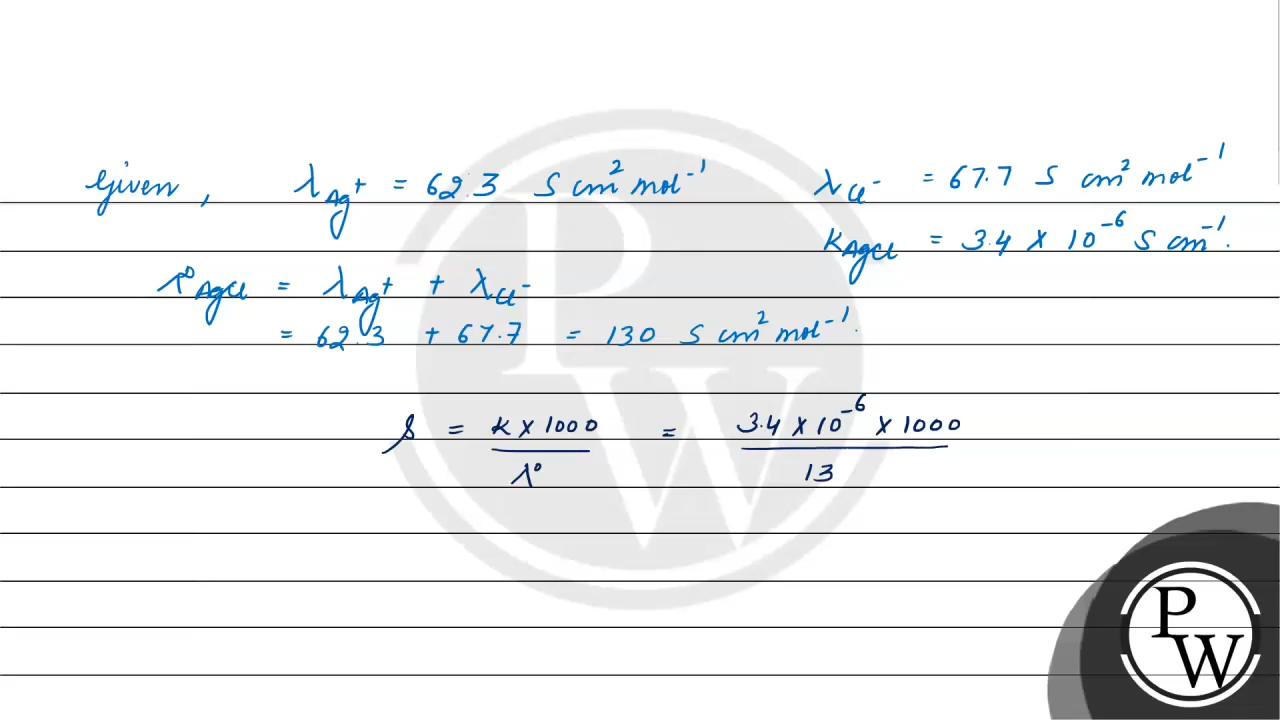 Given, λAg⁺ = 62.3 S cm² mol⁻¹ λCl⁻ = 67.7 S cm² mol⁻¹
KAgCl = 3.4 × 10⁻⁶ S cm⁻¹.
λ°AgCl = λAg⁺ + λCl⁻
= 62.3 + 67.7 = 130 S cm² mol⁻¹.
S = K × 1000 / λ° = 3.4 × 10⁻⁶ × 1000 / 13
PW
PW